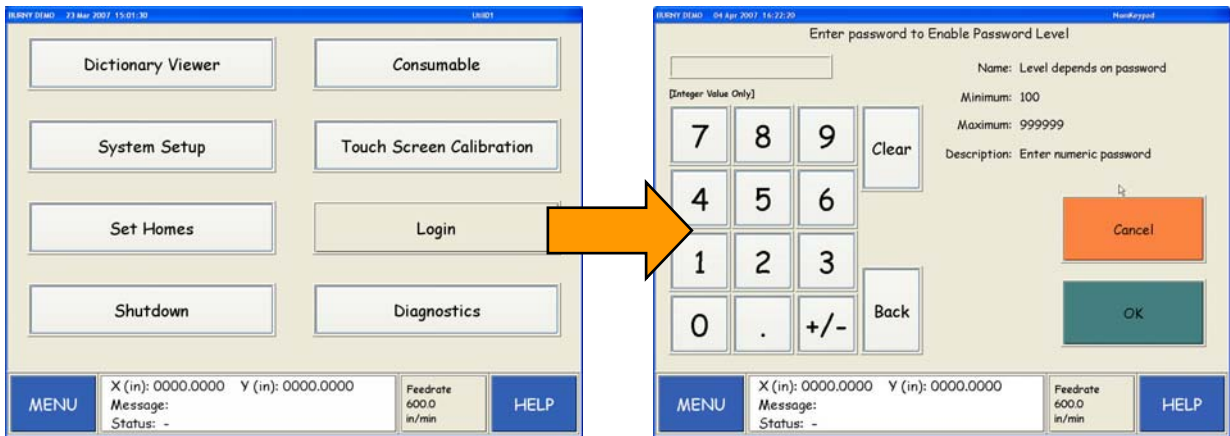 BURNY DEMO 23 Mar 2007 15:01:30 UtilID1
Dictionary Viewer Consumable
System Setup Touch Screen Calibration
Set Homes Login
Shutdown Diagnostics
MENU
X (in): 0000.0000 Y (in): 0000.0000
Message:
Status: -
Feedrate
600.0
in/min
HELP
BURNY DEMO 04 Apr 2007 16:22:20 NumKeypad
Enter password to Enable Password Level
[Integer Value Only]
Name: Level depends on password
Minimum: 100
Maximum: 999999
Description: Enter numeric password
7 8 9 Clear
4 5 6
1 2 3
0 . +/- Back
Cancel
OK
MENU
X (in): 0000.0000 Y (in): 0000.0000
Message:
Status: -
Feedrate
600.0
in/min
HELP